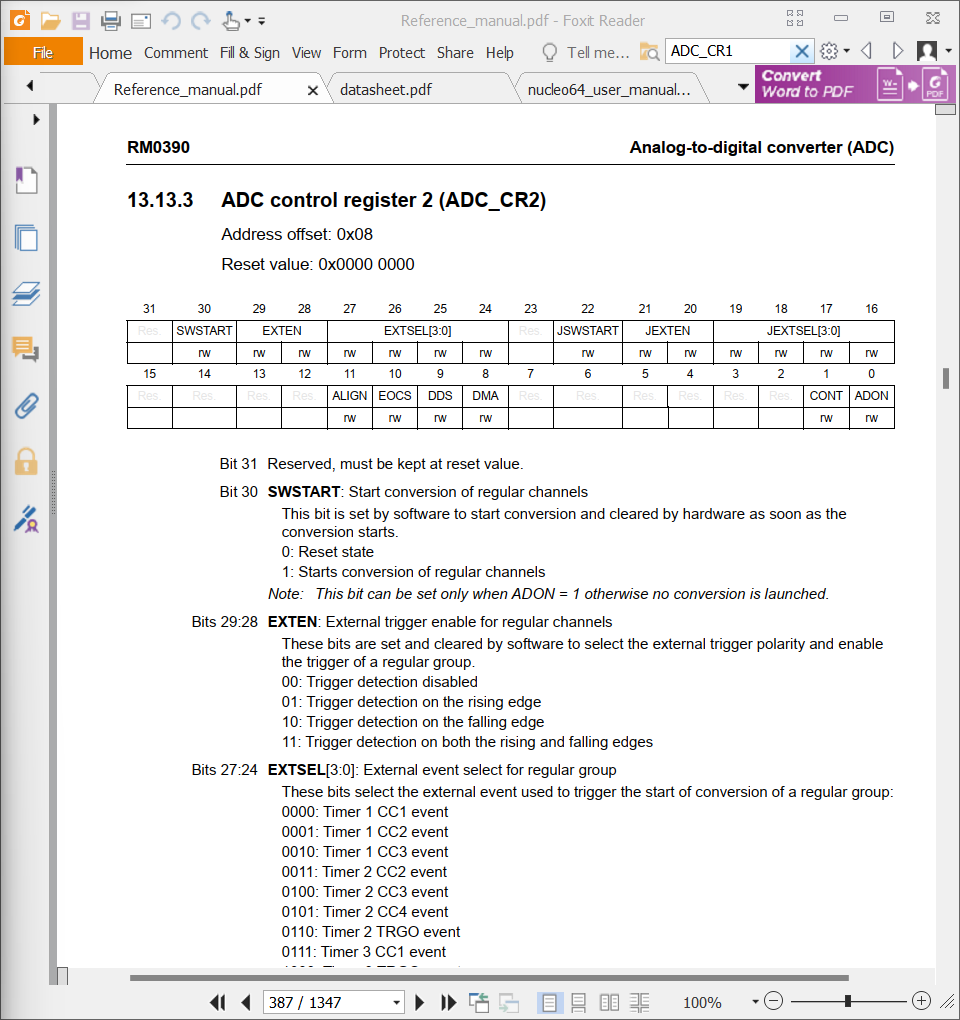 Reference_manual.pdf - Foxit Reader
File Home Comment Fill & Sign View Form Protect Share Help Tell me... ADC_CR1
Reference_manual.pdf datasheet.pdf nucleo64_user_manual...
Convert
Word to PDF
PDF
RM0390 Analog-to-digital converter (ADC)
13.13.3 ADC control register 2 (ADC_CR2)
Address offset: 0x08
Reset value: 0x0000 0000
31 30 29 28 27 26 25 24 23 22 21 20 19 18 17 16
Res. SWSTART EXTEN EXTSEL[3:0] Res. JSWSTART JEXTEN JEXTSEL[3:0]
rw rw rw rw rw rw rw rw rw rw rw rw rw rw
15 14 13 12 11 10 9 8 7 6 5 4 3 2 1 0
Res. Res. Res. Res. ALIGN EOCS DDS DMA Res. Res. Res. Res. Res. Res. CONT ADON
rw rw rw rw rw rw
Bit 31 Reserved, must be kept at reset value.
Bit 30 SWSTART: Start conversion of regular channels
This bit is set by software to start conversion and cleared by hardware as soon as the
conversion starts.
0: Reset state
1: Starts conversion of regular channels
Note: This bit can be set only when ADON = 1 otherwise no conversion is launched.
Bits 29:28 EXTEN: External trigger enable for regular channels
These bits are set and cleared by software to select the external trigger polarity and enable
the trigger of a regular group.
00: Trigger detection disabled
01: Trigger detection on the rising edge
10: Trigger detection on the falling edge
11: Trigger detection on both the rising and falling edges
Bits 27:24 EXTSEL[3:0]: External event select for regular group
These bits select the external event used to trigger the start of conversion of a regular group:
0000: Timer 1 CC1 event
0001: Timer 1 CC2 event
0010: Timer 1 CC3 event
0011: Timer 2 CC2 event
0100: Timer 2 CC3 event
0101: Timer 2 CC4 event
0110: Timer 2 TRGO event
0111: Timer 3 CC1 event
387 / 1347 100%